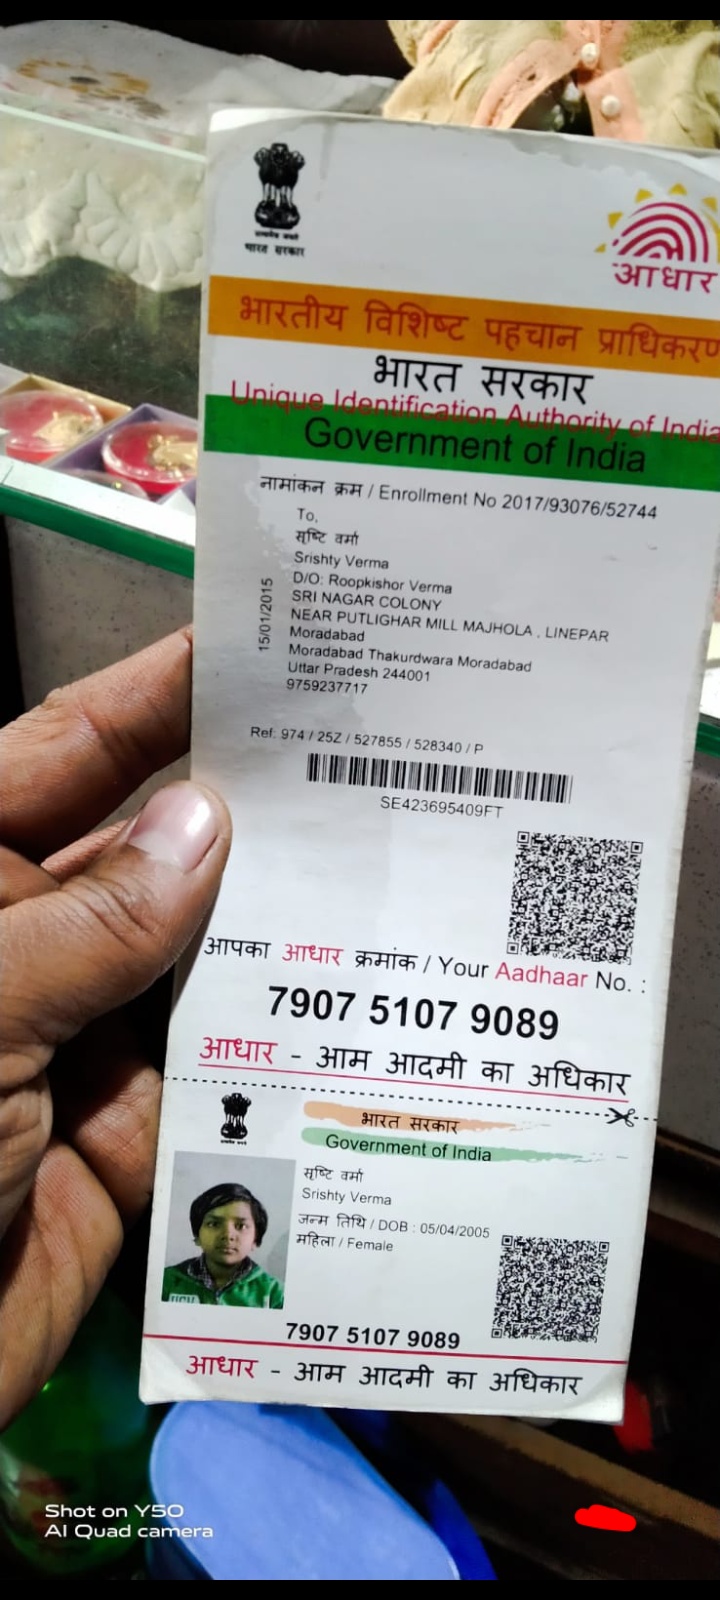 भारत सरकार
आधार
भारतीय विशिष्ट पहचान प्राधिकरण
भारत सरकार
Unique Identification Authority of India
Government of India
नामांकन क्रम / Enrollment No 2017/93076/52744
To,
सृष्टि वर्मा
Srishty Verma
D/O: Roopkishor Verma
SRI NAGAR COLONY
NEAR PUTLIGHAR MILL MAJHOLA , LINEPAR
Moradabad
Moradabad Thakurdwara Moradabad
Uttar Pradesh 244001
9759237717
15/01/2015
Ref: 974 / 25Z / 527855 / 528340 / P
SE423695409FT
आपका आधार क्रमांक / Your Aadhaar No. :
7907 5107 9089
आधार - आम आदमी का अधिकार
भारत सरकार
Government of India
सृष्टि वर्मा
Srishty Verma
जन्म तिथि / DOB : 05/04/2005
महिला / Female
7907 5107 9089
आधार - आम आदमी का अधिकार
Shot on Y50
AI Quad camera